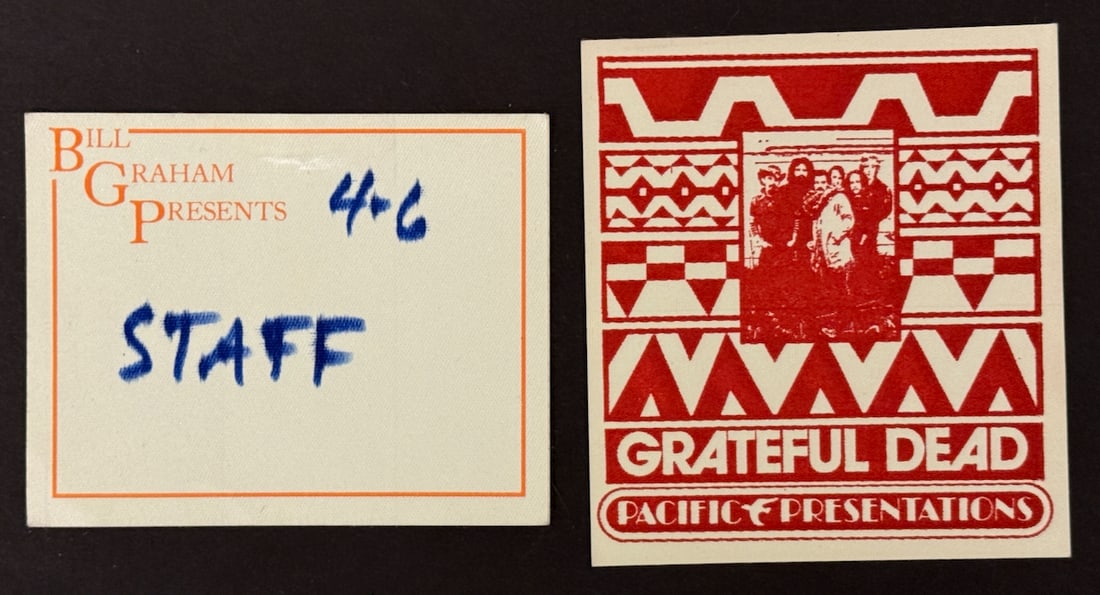 BILL
GRAHAM
PRESENTS
4-6
STAFF
GRATEFUL DEAD
PACIFIC PRESENTATIONS